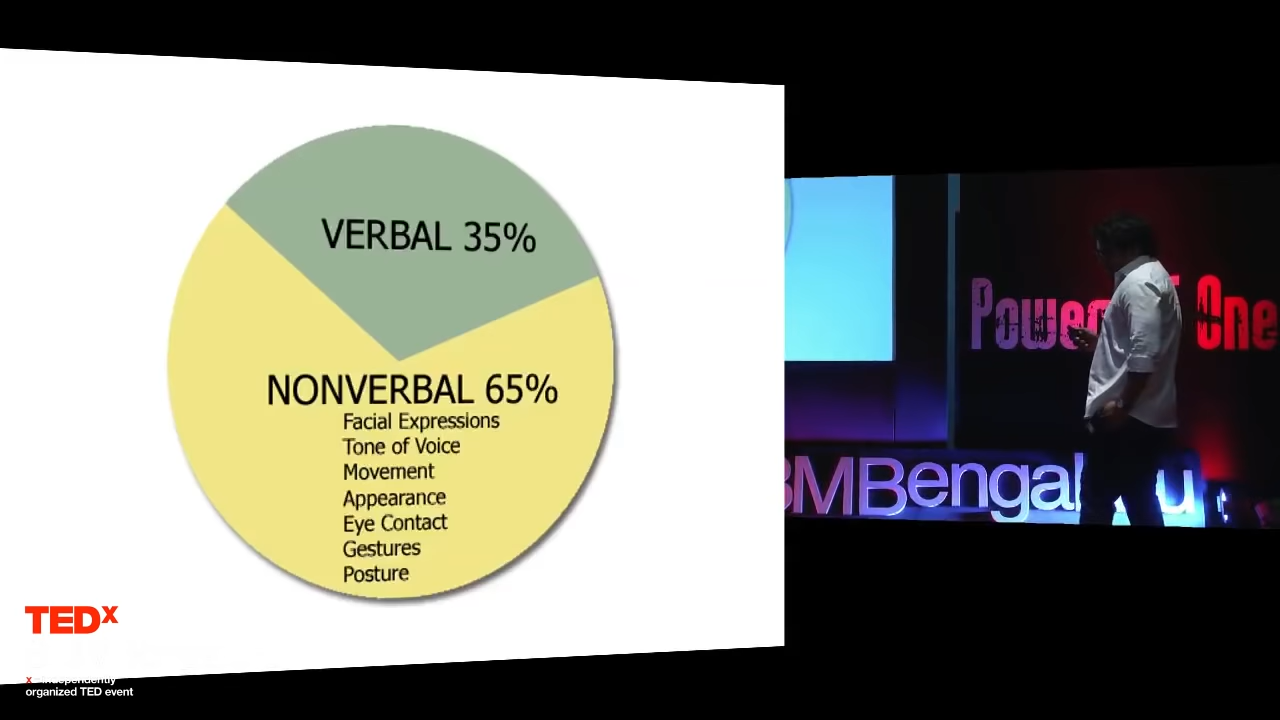 VERBAL 35%
NONVERBAL 65%
Facial Expressions
Tone of Voice
Movement
Appearance
Eye Contact
Gestures
Posture
One
TEDx
organized TED event